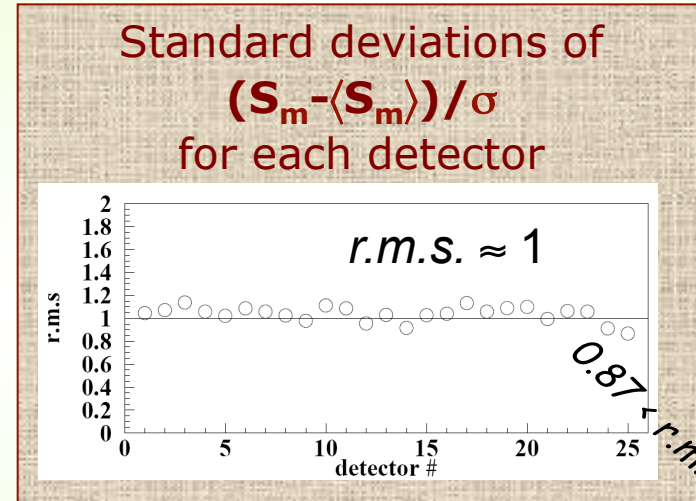 Standard deviations of
(Sm-⟨Sm⟩)/σ
for each detector
r.m.s. ≈ 1
2
1.8
1.6
1.4
1.2
1
0.8
0.6
0.4
0.2
0
r.m.s
0 5 10 15 20 25
detector #
0.87